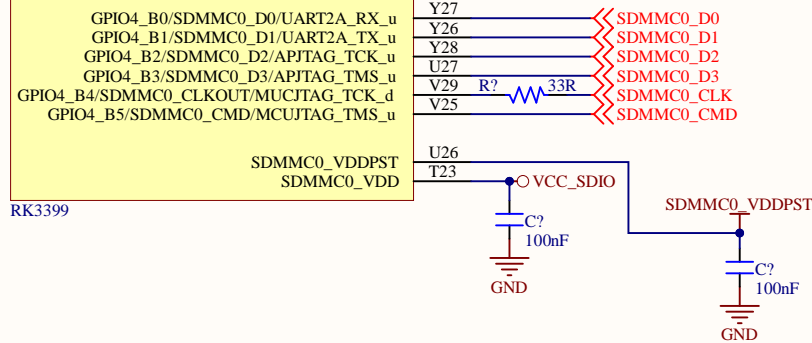 GPIO4_B0/SDMMC0_D0/UART2A_RX_u Y27 SDMMC0_D0
GPIO4_B1/SDMMC0_D1/UART2A_TX_u Y26 SDMMC0_D1
GPIO4_B2/SDMMC0_D2/APJTAG_TCK_u Y28 SDMMC0_D2
GPIO4_B3/SDMMC0_D3/APJTAG_TMS_u U27 SDMMC0_D3
GPIO4_B4/SDMMC0_CLKOUT/MUCJTAG_TCK_d V29 R? 33R SDMMC0_CLK
GPIO4_B5/SDMMC0_CMD/MCUJTAG_TMS_u V25 SDMMC0_CMD
SDMMC0_VDDPST U26
SDMMC0_VDD T23 VCC_SDIO
RK3399
SDMMC0_VDDPST
C?
100nF
GND
C?
100nF
GND